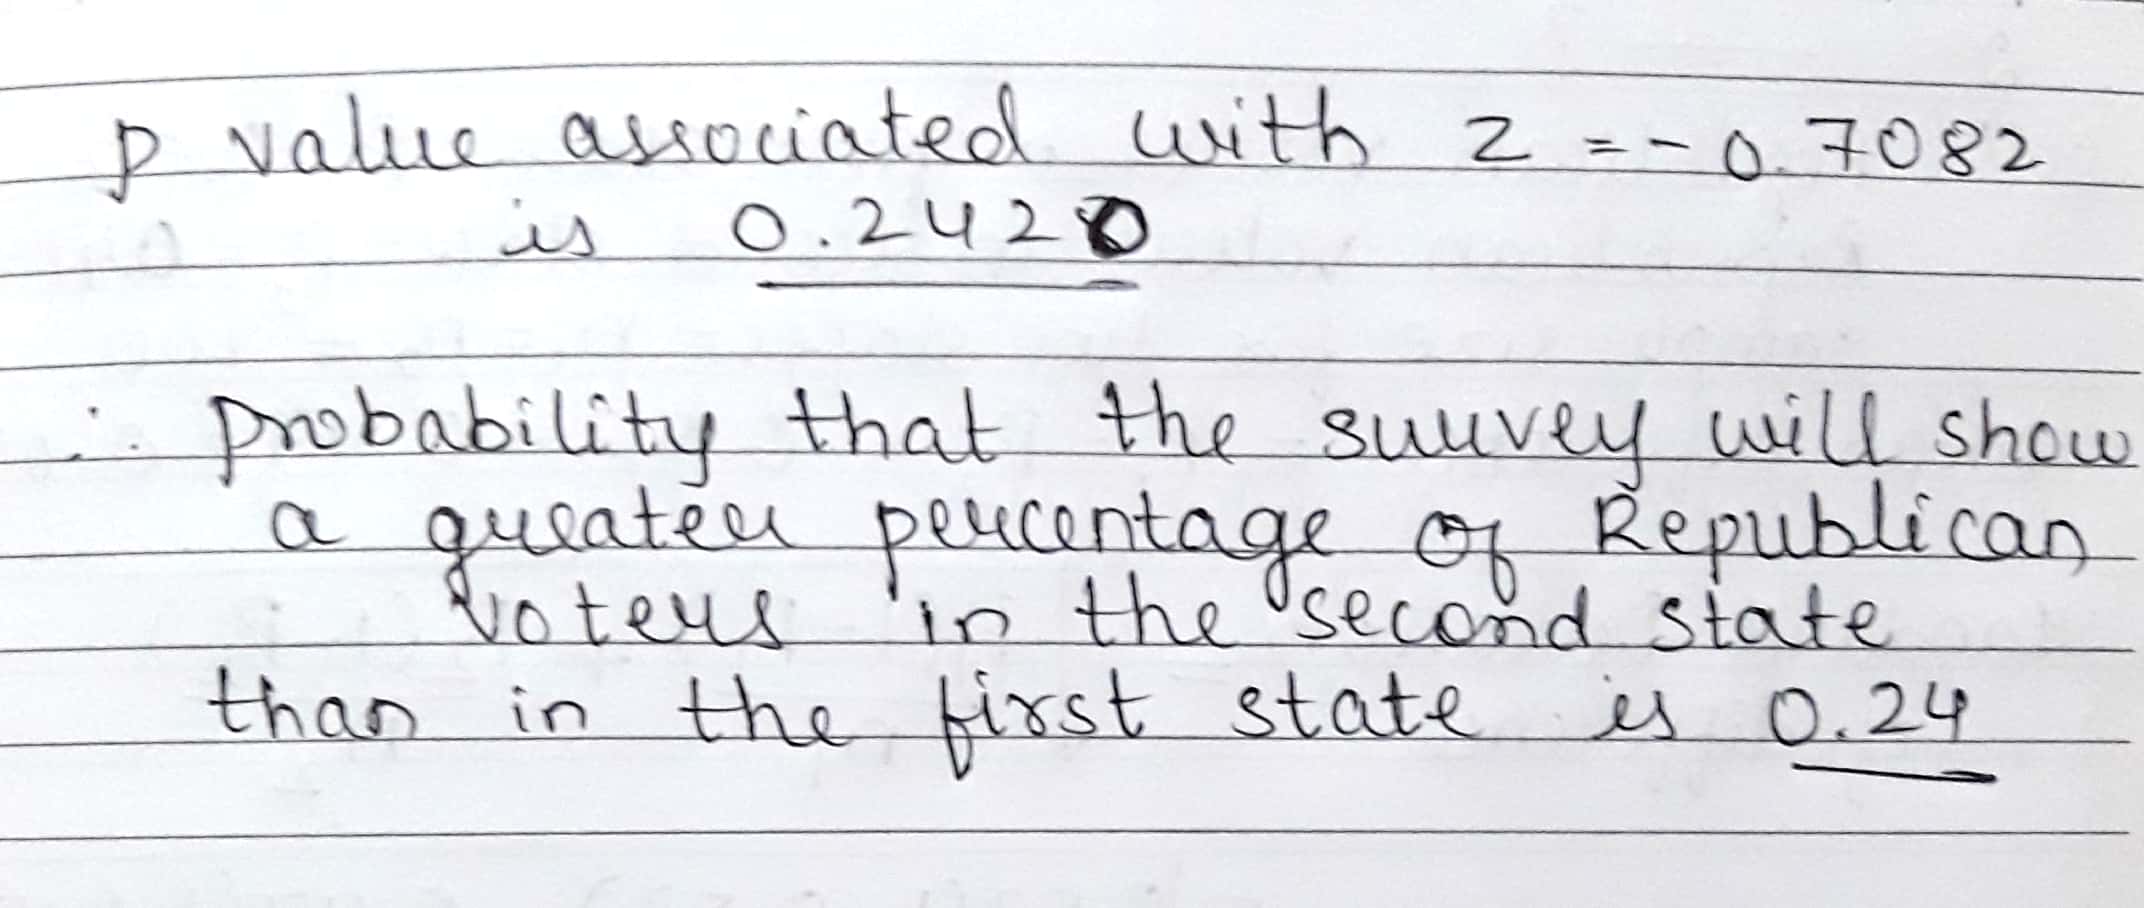 p value associated with z = -0.7082
is 0.2420
∴ probability that the survey will show
a greater percentage of Republican
voters in the second state
than in the first state is 0.24